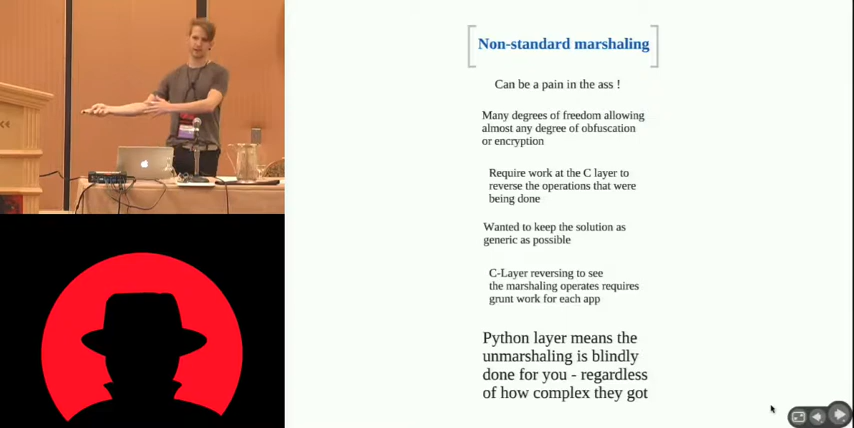 Non-standard marshaling
Can be a pain in the ass !
Many degrees of freedom allowing
almost any degree of obfuscation
or encryption
Require work at the C layer to
reverse the operations that were
being done
Wanted to keep the solution as
generic as possible
C-Layer reversing to see
the marshaling operates requires
grunt work for each app
Python layer means the
unmarshaling is blindly
done for you - regardless
of how complex they got